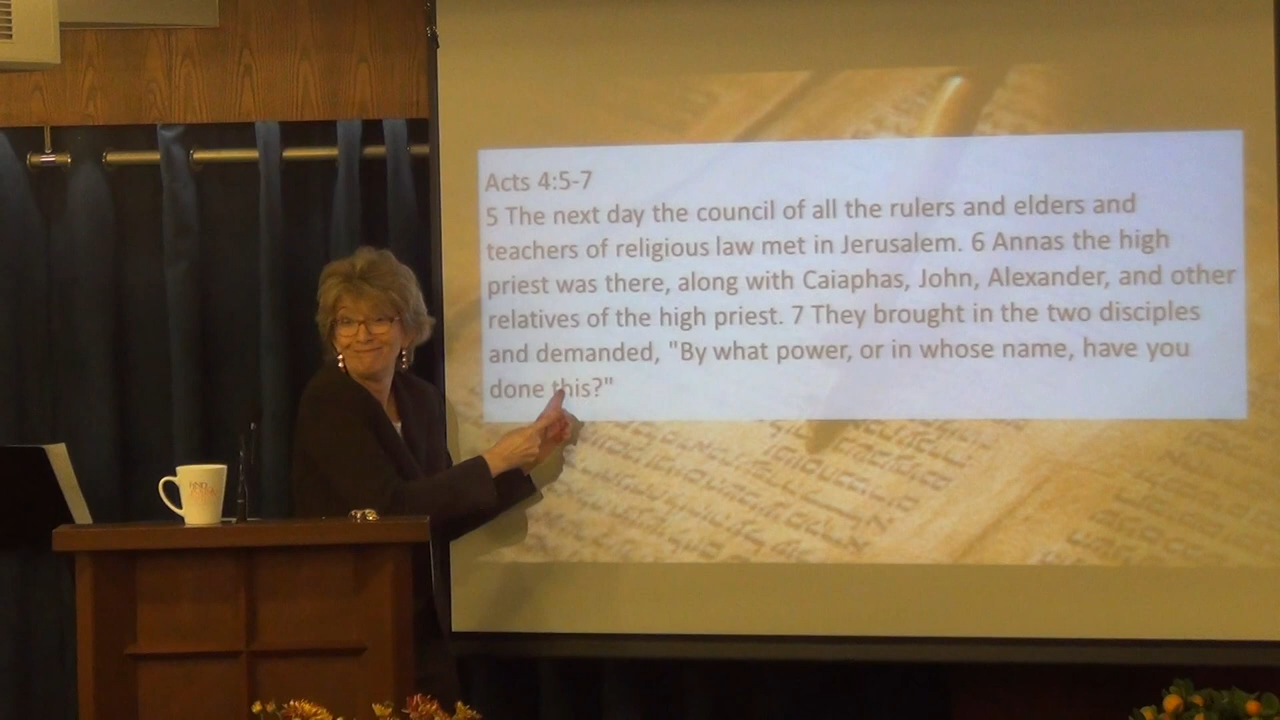 Acts 4:5-7
5 The next day the council of all the rulers and elders and
teachers of religious law met in Jerusalem. 6 Annas the high
priest was there, along with Caiaphas, John, Alexander, and other
relatives of the high priest. 7 They brought in the two disciples
and demanded, "By what power, or in whose name, have you
done this?"